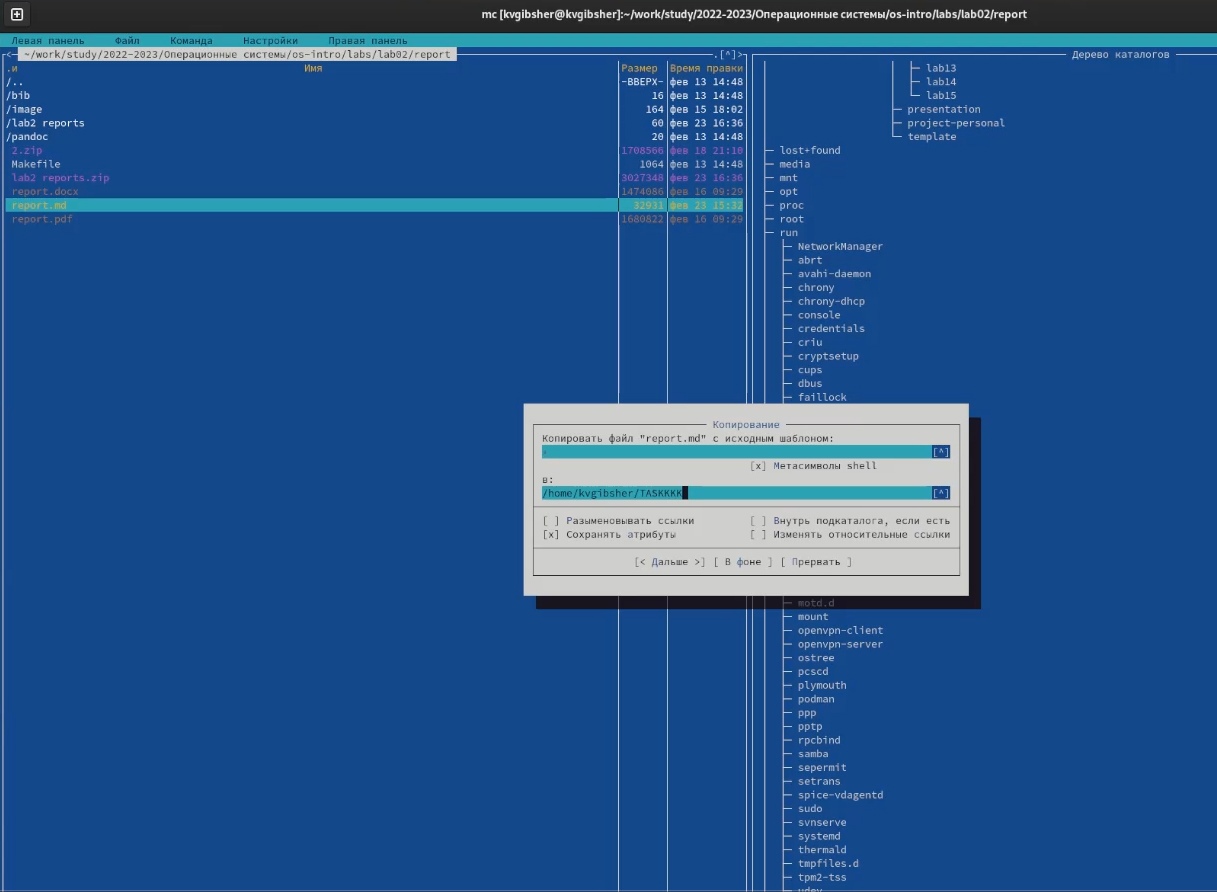 mc [kvgibsher@kvgibsher]:~/work/study/2022-2023/Операционные системы/os-intro/labs/lab02/report
Левая панель Файл Команда Настройки Правая панель
<— ~/work/study/2022-2023/Операционные системы/os-intro/labs/lab02/report .[^]>
.и Имя Размер Время правки
/.. -ВВЕРХ- фев 13 14:48
/bib 16 фев 13 14:48
/image 164 фев 15 18:02
/lab2 reports 60 фев 23 16:36
/pandoc 20 фев 13 14:48
2.zip 1708566 фев 18 21:10
Makefile 1064 фев 13 14:48
lab2 reports.zip 3027348 фев 23 16:36
report.docx 1474086 фев 16 09:29
report.md 32931 фев 23 15:32
report.pdf 1680822 фев 16 09:29
Дерево каталогов
lab13
lab14
lab15
presentation
project-personal
template
lost+found
media
mnt
opt
proc
root
run
NetworkManager
abrt
avahi-daemon
chrony
chrony-dhcp
console
credentials
criu
cryptsetup
cups
dbus
faillock
Копирование
Копировать файл "report.md" с исходным шаблоном:
[^]
[x] Метасимволы shell
в:
/home/kvgibsher/TASKKKK [^]
[ ] Разыменовывать ссылки [ ] Внутрь подкаталога, если есть
[x] Сохранять атрибуты [ ] Изменять относительные ссылки
[< Дальше >] [ В фоне ] [ Прервать ]
motd.d
mount
openvpn-client
openvpn-server
ostree
pcscd
plymouth
podman
ppp
pptp
rpcbind
samba
sepermit
setrans
spice-vdagentd
sudo
svnserve
systemd
thermald
tmpfiles.d
tpm2-tss
udev